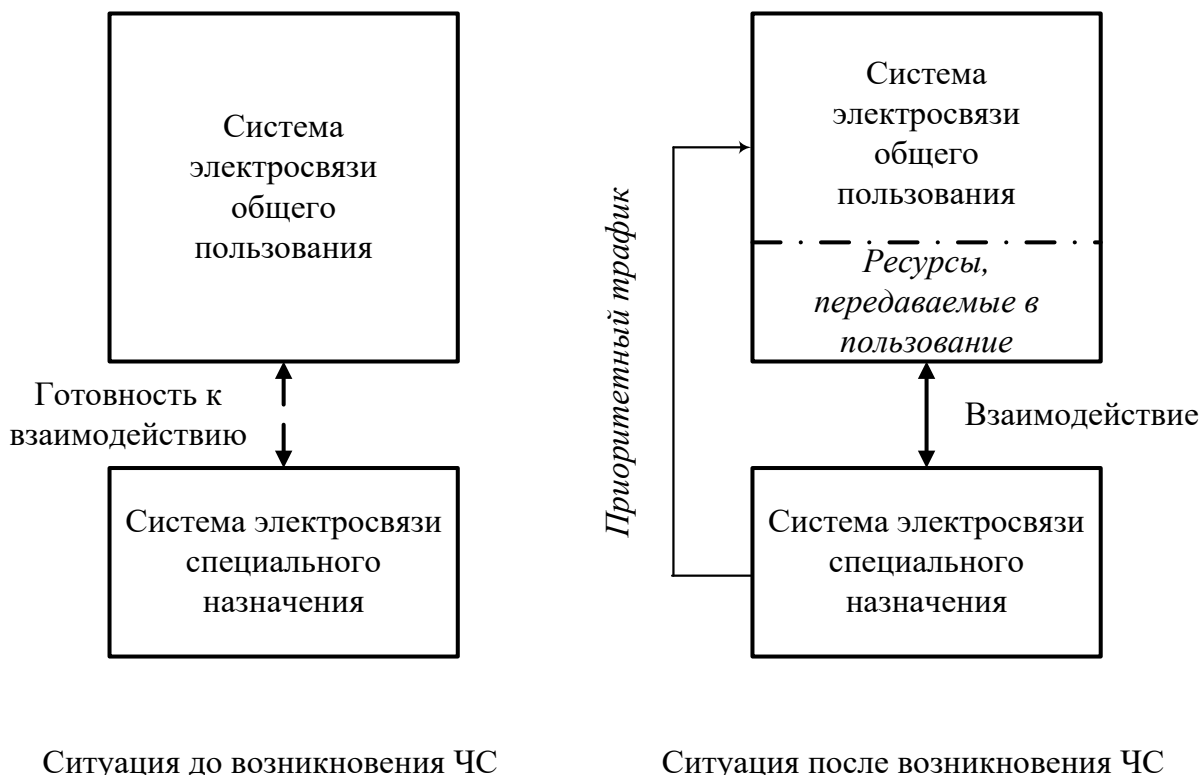 Система
электросвязи
общего
пользования
Готовность к
взаимодействию
Система электросвязи
специального
назначения
Ситуация до возникновения ЧС
Система
электросвязи
общего
пользования
Ресурсы,
передаваемые в
пользование
Приоритетный трафик
Взаимодействие
Система электросвязи
специального
назначения
Ситуация после возникновения ЧС